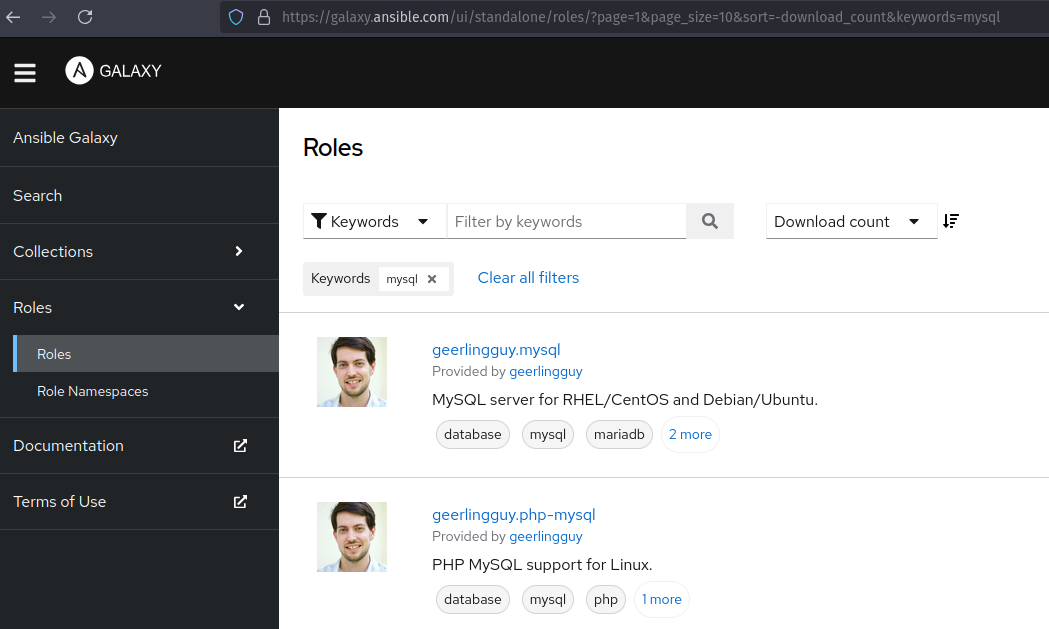 https://galaxy.ansible.com/ui/standalone/roles/?page=1&page_size=10&sort=-download_count&keywords=mysql
GALAXY
Ansible Galaxy
Search
Collections
Roles
Roles
Role Namespaces
Documentation
Terms of Use
Roles
Keywords Filter by keywords Download count
Keywords mysql Clear all filters
geerlingguy.mysql
Provided by geerlingguy
MySQL server for RHEL/CentOS and Debian/Ubuntu.
database mysql mariadb 2 more
geerlingguy.php-mysql
Provided by geerlingguy
PHP MySQL support for Linux.
database mysql php 1 more